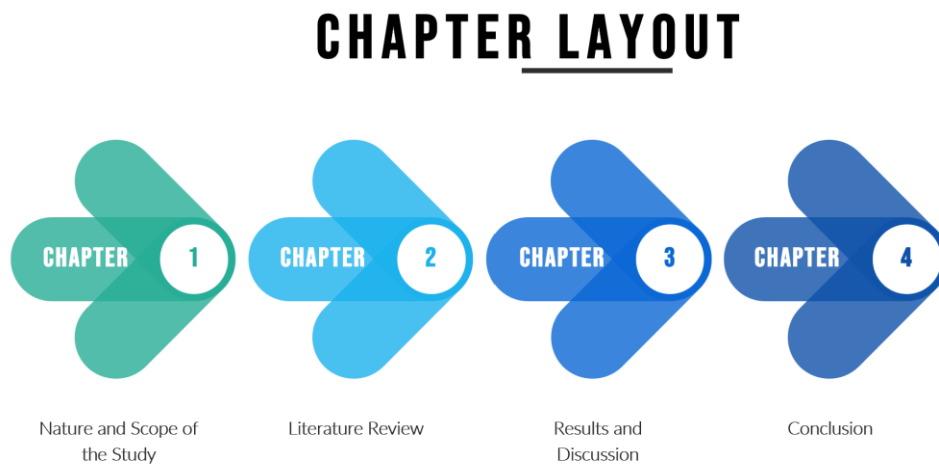 CHAPTER LAYOUT
CHAPTER 1
CHAPTER 2
CHAPTER 3
CHAPTER 4
Nature and Scope of
the Study
Literature Review
Results and
Discussion
Conclusion